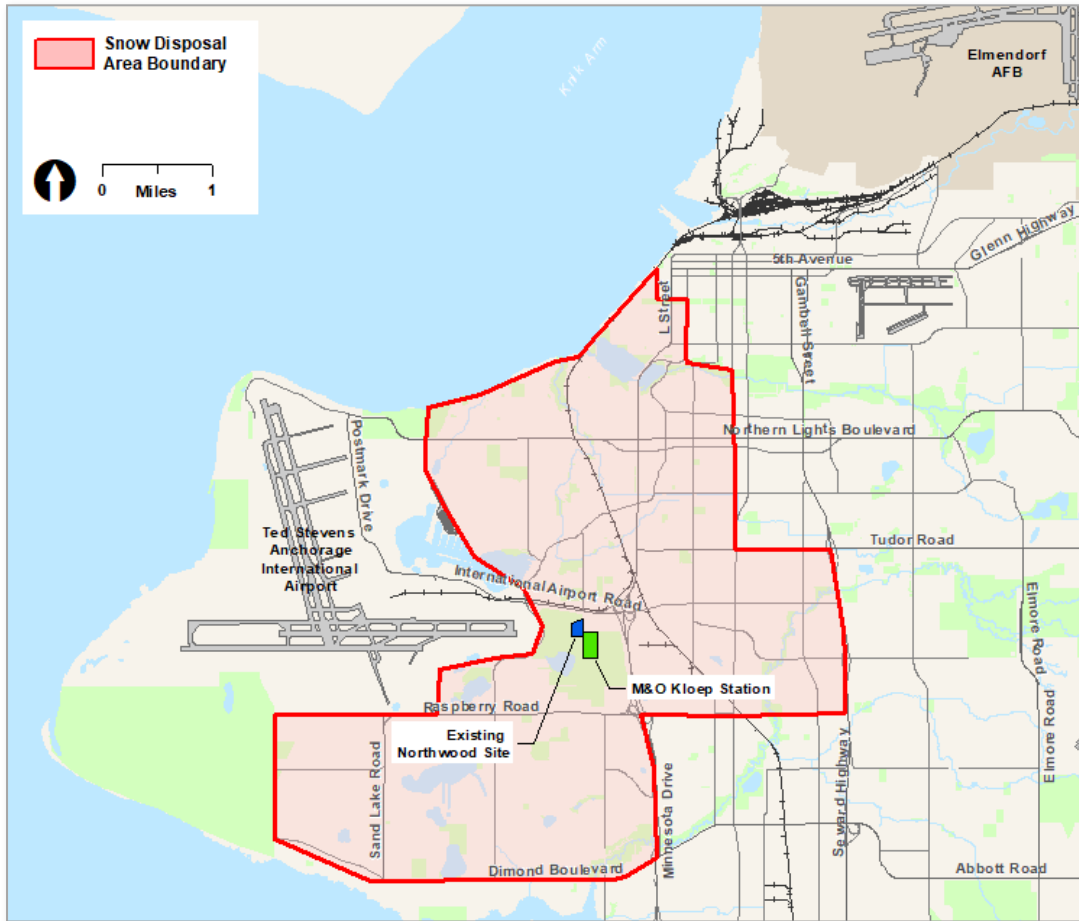 Snow Disposal
Area Boundary
0 Miles 1
Knik Arm
Elmendorf
AFB
Glenn Highway
5th Avenue
L Street
Gambell Street
Northern Lights Boulevard
Postmark Drive
Ted Stevens
Anchorage
International
Airport
International Airport Road
Tudor Road
Elmore Road
M&O Kloep Station
Raspberry Road
Existing
Northwood Site
Sand Lake Road
Minnesota Drive
Seward Highway
Elmore Road
Dimond Boulevard
Abbott Road